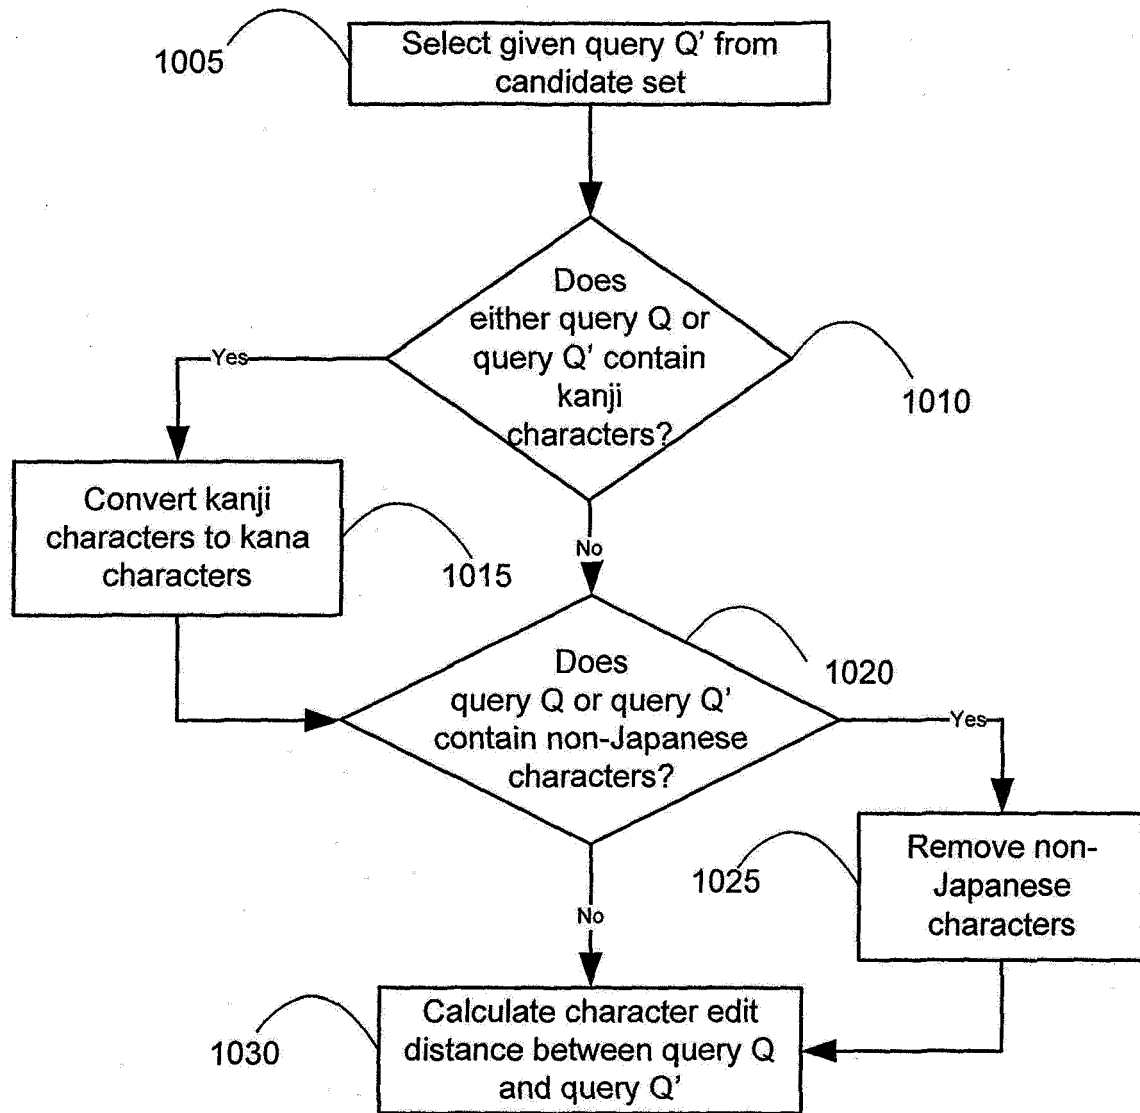 Select given query Q’ from
candidate set
1005
Does
either query Q or
query Q’ contain
kanji
characters?
1010
Yes
Convert kanji
characters to kana
characters
1015
No
Does
query Q or query Q’
contain non-Japanese
characters?
1020
Yes
Remove non-
Japanese
characters
1025
No
Calculate character edit
distance between query Q
and query Q’
1030